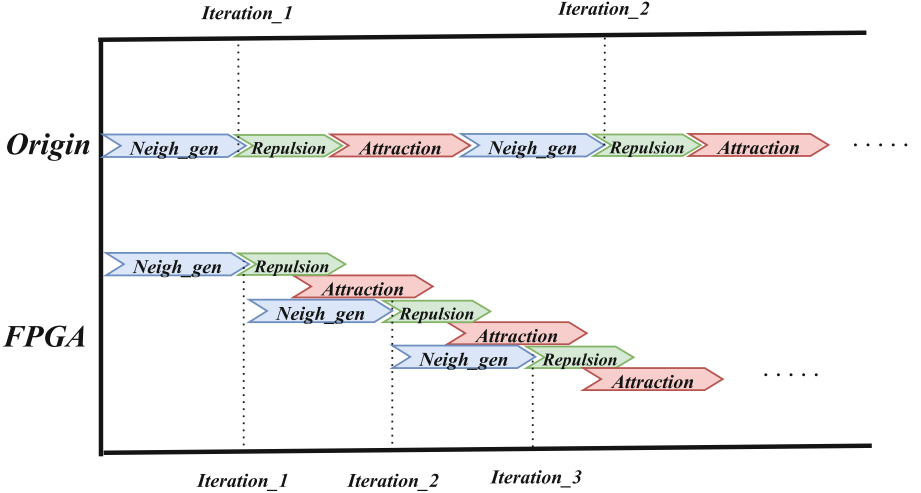 Iteration_1 Iteration_2
Origin Neigh_gen Repulsion Attraction Neigh_gen Repulsion Attraction . . . . .
Neigh_gen Repulsion
Attraction
Neigh_gen Repulsion
FPGA Attraction
Neigh_gen Repulsion
Attraction . . . . .
Iteration_1 Iteration_2 Iteration_3